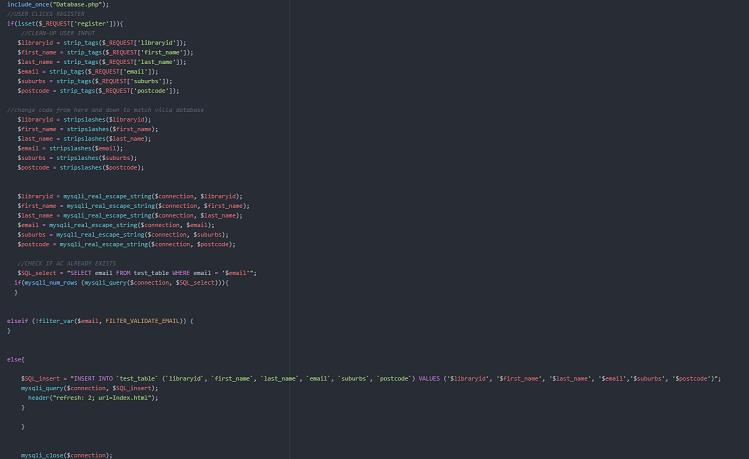 include_once("Database.php");
//USER CLICKS REGISTER
if(isset($_REQUEST['register'])){
//CLEAN-UP USER INPUT
$libraryid = strip_tags($_REQUEST['libraryid']);
$first_name = strip_tags($_REQUEST['first_name']);
$last_name = strip_tags($_REQUEST['last_name']);
$email = strip_tags($_REQUEST['email']);
$suburbs = strip_tags($_REQUEST['suburbs']);
$postcode = strip_tags($_REQUEST['postcode']);
//change code from here and down to match villa database
$libraryid = stripslashes($libraryid);
$first_name = stripslashes($first_name);
$last_name = stripslashes($last_name);
$email = stripslashes($email);
$suburbs = stripslashes($suburbs);
$postcode = stripslashes($postcode);
$libraryid = mysqli_real_escape_string($connection, $libraryid);
$first_name = mysqli_real_escape_string($connection, $first_name);
$last_name = mysqli_real_escape_string($connection, $last_name);
$email = mysqli_real_escape_string($connection, $email);
$suburbs = mysqli_real_escape_string($connection, $suburbs);
$postcode = mysqli_real_escape_string($connection, $postcode);
//CHECK IF AC ALREADY EXISTS
$SQL_select = "SELECT email FROM test_table WHERE email = '$email'";
if(mysqli_num_rows (mysqli_query($connection, $SQL_select))){
}
elseif (!filter_var($email, FILTER_VALIDATE_EMAIL)) {
}
else{
$SQL_insert = "INSERT INTO `test_table` (`libraryid`, `first_name`, `last_name`, `email`, `suburbs`, `postcode`) VALUES ('$libraryid', '$first_name', '$last_name', '$email','$suburbs', '$postcode')";
mysqli_query($connection, $SQL_insert);
header("refresh: 2; url=Index.html");
}
}
mysqli_close($connection);